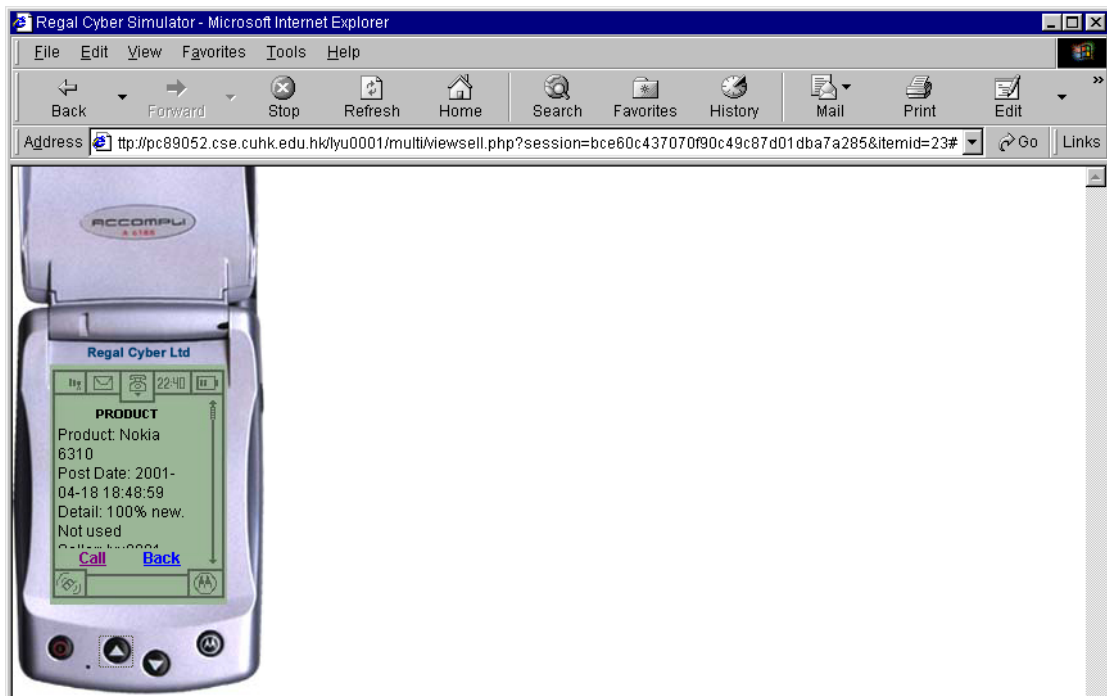 Regal Cyber Simulator - Microsoft Internet Explorer
File Edit View Favorites Tools Help
Back Forward Stop Refresh Home Search Favorites History Mail Print Edit »
Address ttp://pc89052.cse.cuhk.edu.hk/lyu0001/multi/viewsell.php?session=bce60c437070f90c49c87d01dba7a285&itemid=23# Go Links
ACCOMPLI
A 6188
Regal Cyber Ltd
22:40
PRODUCT
Product: Nokia
6310
Post Date: 2001-
04-18 18:48:59
Detail: 100% new.
Not used
Call Back